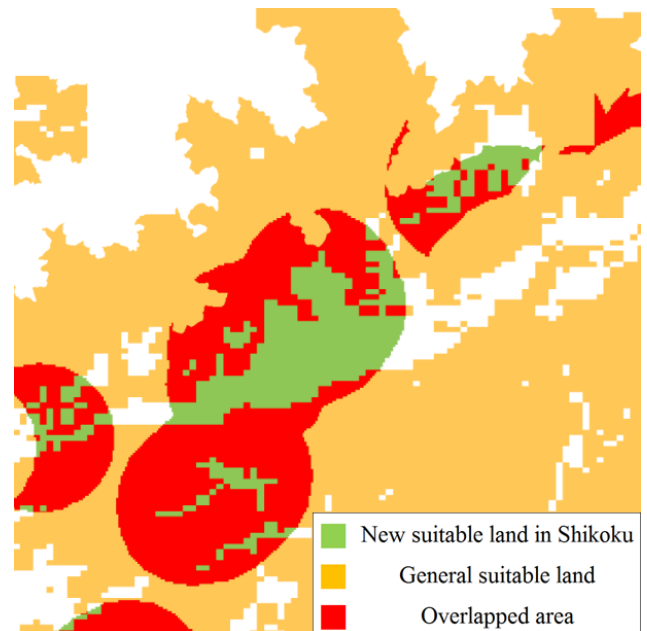 New suitable land in Shikoku
General suitable land
Overlapped area